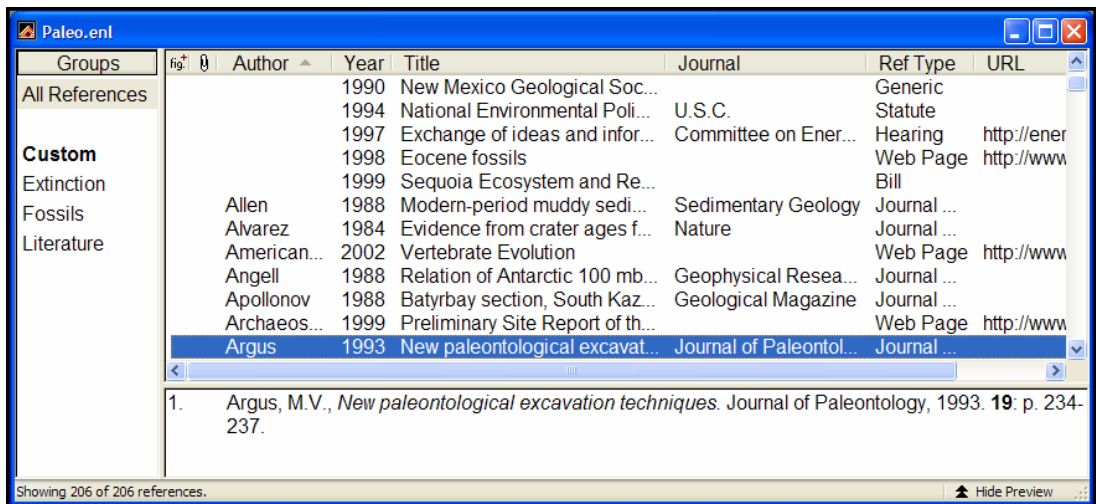 Paleo.enl
Groups fig.+ Author Year Title Journal Ref Type URL
All References
Custom
Extinction
Fossils
Literature
1990 New Mexico Geological Soc... Generic
1994 National Environmental Poli... U.S.C. Statute
1997 Exchange of ideas and infor... Committee on Ener... Hearing http://ener
1998 Eocene fossils Web Page http://www
1999 Sequoia Ecosystem and Re... Bill
Allen 1988 Modern-period muddy sedi... Sedimentary Geology Journal ...
Alvarez 1984 Evidence from crater ages f... Nature Journal ...
American... 2002 Vertebrate Evolution Web Page http://www
Angell 1988 Relation of Antarctic 100 mb... Geophysical Resea... Journal ...
Apollonov 1988 Batyrbay section, South Kaz... Geological Magazine Journal ...
Archaeos... 1999 Preliminary Site Report of th... Web Page http://www
Argus 1993 New paleontological excavat... Journal of Paleontol... Journal ...
1. Argus, M.V., New paleontological excavation techniques. Journal of Paleontology, 1993. 19: p. 234-
237.
Showing 206 of 206 references. Hide Preview